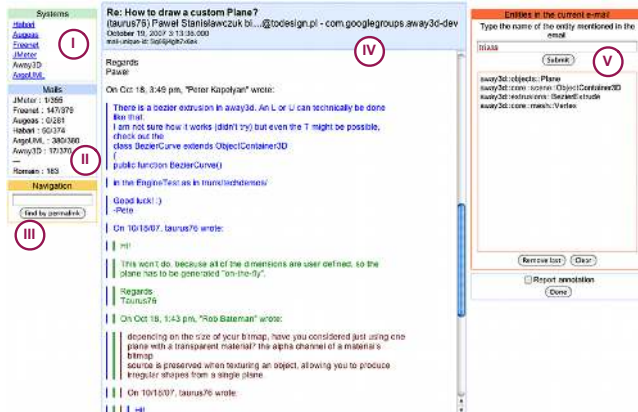 Systems
Habari
Augeas
Freenet
JMeter
Away3D
ArgoUML
I
Mails
JMeter : 1/355
Freenet : 147/379
Augeas : 0/281
Habari : 60/374
ArgoUML : 380/380
Away3D : 17/370
---
Remain : 163
II
Navigation
find by permalink
III
Re: How to draw a custom Plane?
(taurus76) Pawel Stanislawczuk bl...@todesign.pl - com.googlegroups.away3d-dev
October 19, 2007 3:13:38.000
IV
Regards
Pawel
On Oct 18, 3:49 pm, "Peter Kapelyan" wrote:
There is a bezier extrusion in away3d. An L or U can technically be done
like that.
I am not sure how it works (didn't try) but even the T might be possible,
check out the
class BezierCurve extends ObjectContainer3D
{
public function BezierCurve()
in the EngineTest.as in trunk/techdemos/
Good luck! :)
-Pete
On 10/18/07, taurus76 wrote:
Hi!
This won't do, because all of the dimensions are user defined, so the
plane has to be generated "on-the-fly".
Regards
Taurus76
On Oct 18, 1:43 pm, "Rob Bateman" wrote:
depending on the size of your bitmap, have you considered just using one
plane with a transparent material? the alpha channel of a material's
bitmap
source is preserved when texturing an object, allowing you to produce
irregular shapes from a single plane
On 10/18/07, taurus76 wrote:
Hi!
Entities in the current e-mail
Type the name of the entity mentioned in the
email
Submit
V
away3d::objects::Plane
away3d::core::scene::ObjectContainer3D
away3d::extrusions::BezierExtrude
away3d::core::mesh::Vertex
Remove last
Clear
Report annotation
Done